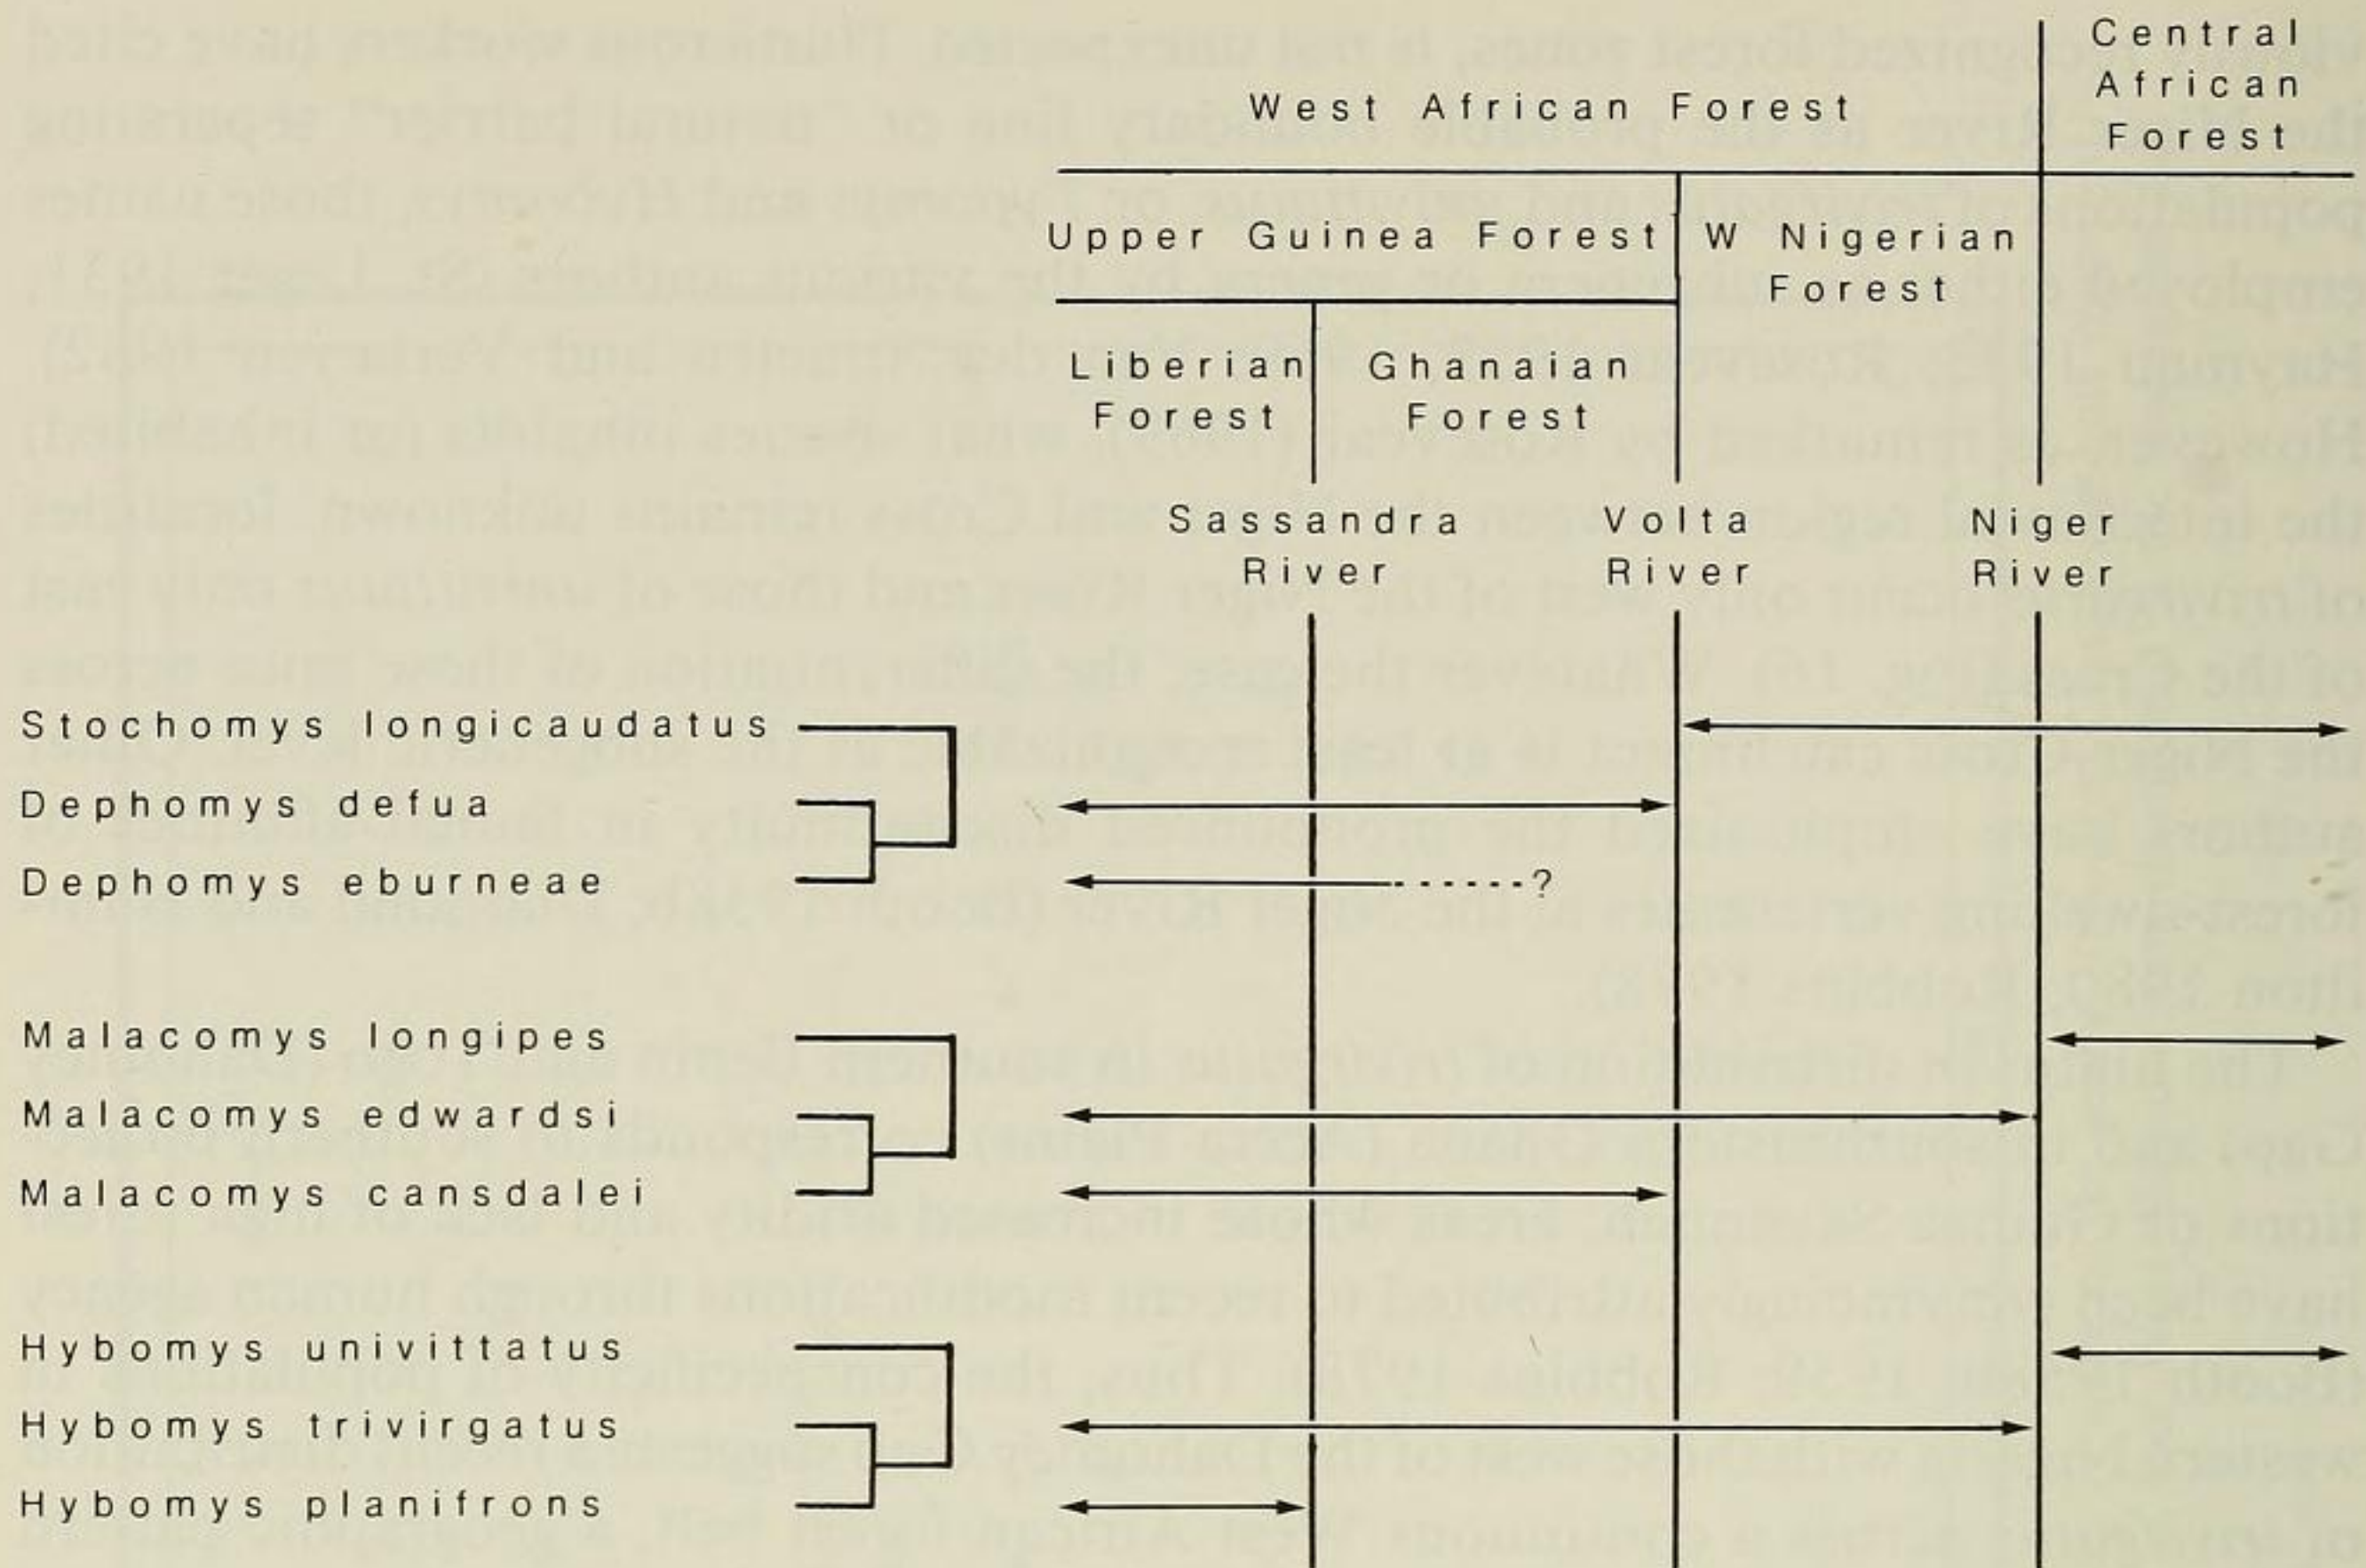 Central
African
Forest
West African Forest
Upper Guinea Forest
W Nigerian
Forest
Liberian
Forest
Ghanaian
Forest
Sassandra
River
Volta
River
Niger
River
Stochomys longicaudatus
Dephomys defua
Dephomys eburneae
?
Malacomys longipes
Malacomys edwardsi
Malacomys cansdalei
Hybomys univittatus
Hybomys trivirgatus
Hybomys planifrons